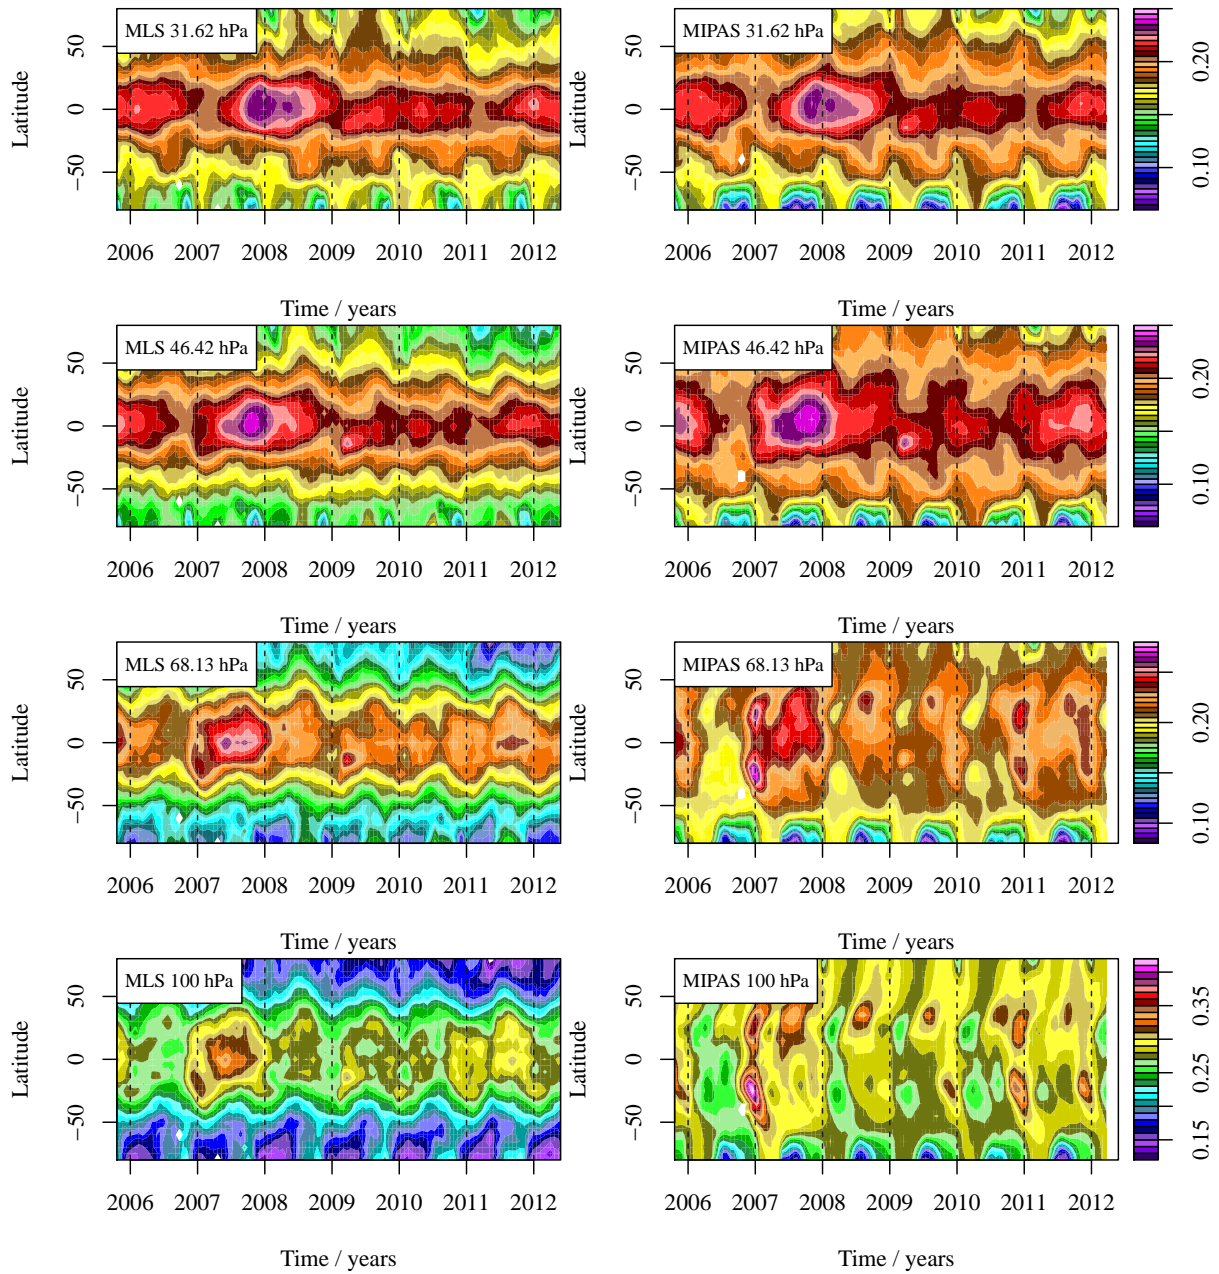 MLS 31.62 hPa
MIPAS 31.62 hPa
Latitude
50
0
−50
2006 2007 2008 2009 2010 2011 2012
Time / years
Latitude
50
0
−50
2006 2007 2008 2009 2010 2011 2012
Time / years
0.20
0.10
MLS 46.42 hPa
MIPAS 46.42 hPa
Latitude
50
0
−50
2006 2007 2008 2009 2010 2011 2012
Time / years
Latitude
50
0
−50
2006 2007 2008 2009 2010 2011 2012
Time / years
0.20
0.10
MLS 68.13 hPa
MIPAS 68.13 hPa
Latitude
50
0
−50
2006 2007 2008 2009 2010 2011 2012
Time / years
Latitude
50
0
−50
2006 2007 2008 2009 2010 2011 2012
Time / years
0.20
0.10
MLS 100 hPa
MIPAS 100 hPa
Latitude
50
0
−50
2006 2007 2008 2009 2010 2011 2012
Time / years
Latitude
50
0
−50
2006 2007 2008 2009 2010 2011 2012
Time / years
0.35
0.25
0.15